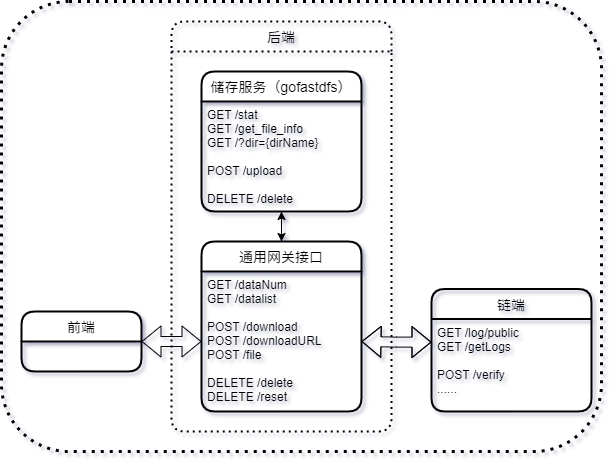 后端
储存服务（gofastdfs）
GET /stat
GET /get_file_info
GET /?dir={dirName}
POST /upload
DELETE /delete
通用网关接口
GET /dataNum
GET /datalist
POST /download
POST /downloadURL
POST /file
DELETE /delete
DELETE /reset
前端
链端
GET /log/public
GET /getLogs
POST /verify
......